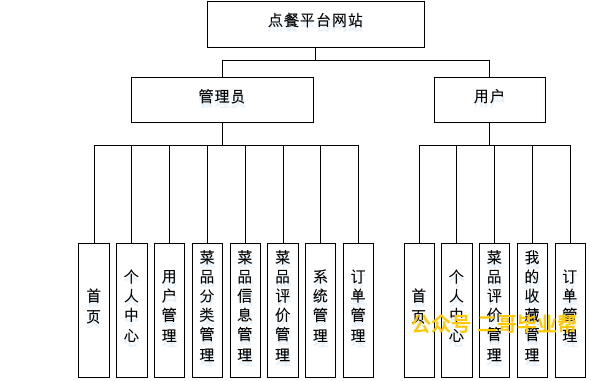 点餐平台网站
管理员
用户
首页
个人中心
用户管理
菜品分类管理
菜品信息管理
菜品评价管理
系统管理
订单管理
首页
个人中心
菜品评价管理
我的收藏管理
订单管理
公众号 二哥毕业帮